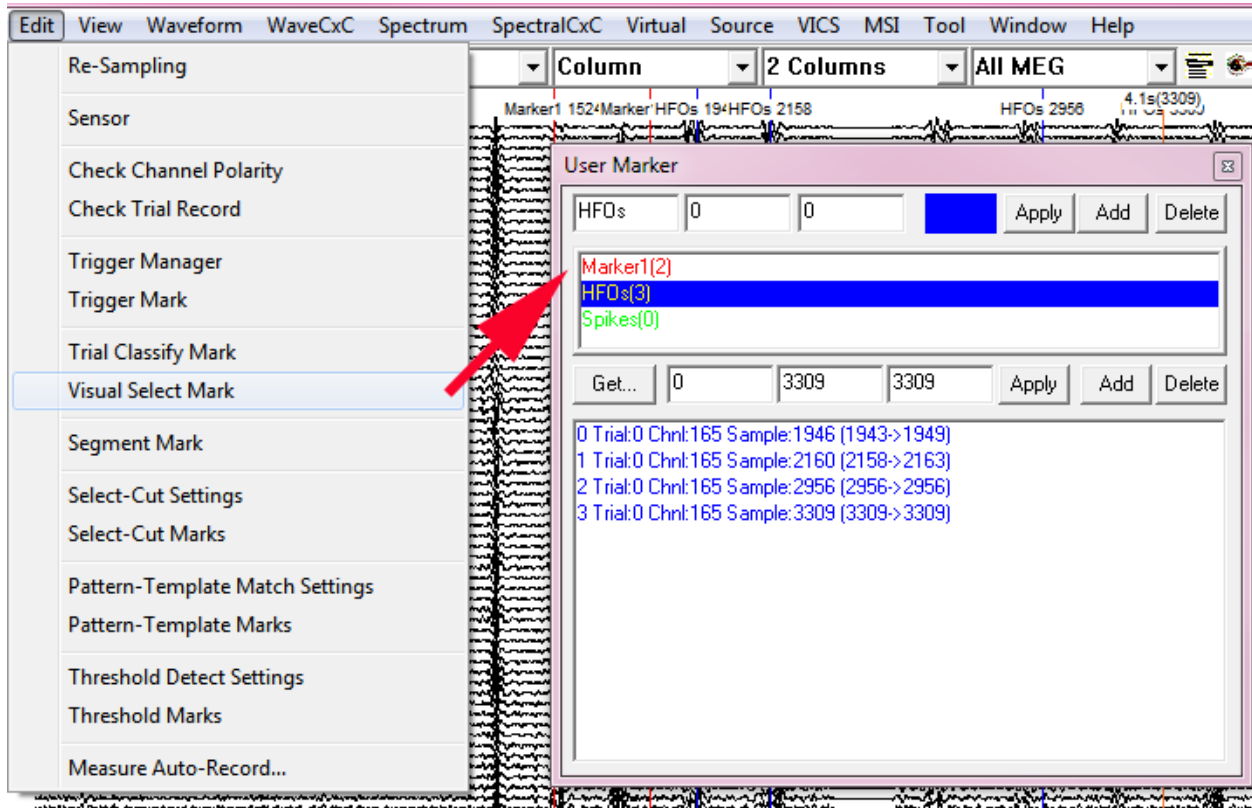 Edit View Waveform WaveCxC Spectrum SpectralCxC Virtual Source VICS MSI Tool Window Help
Column 2 Columns All MEG
Marker1 1524 Marker HFOs 194 HFOs 2158 HFOs 2956 4.1s(3309)
Re-Sampling
Sensor
Check Channel Polarity
Check Trial Record
Trigger Manager
Trigger Mark
Trial Classify Mark
Visual Select Mark
Segment Mark
Select-Cut Settings
Select-Cut Marks
Pattern-Template Match Settings
Pattern-Template Marks
Threshold Detect Settings
Threshold Marks
Measure Auto-Record...
User Marker
HFOs 0 0 Apply Add Delete
Marker1(2)
HFOs(3)
Spikes(0)
Get... 0 3309 3309 Apply Add Delete
0 Trial:0 Chnl:165 Sample:1946 (1943->1949)
1 Trial:0 Chnl:165 Sample:2160 (2158->2163)
2 Trial:0 Chnl:165 Sample:2956 (2956->2956)
3 Trial:0 Chnl:165 Sample:3309 (3309->3309)